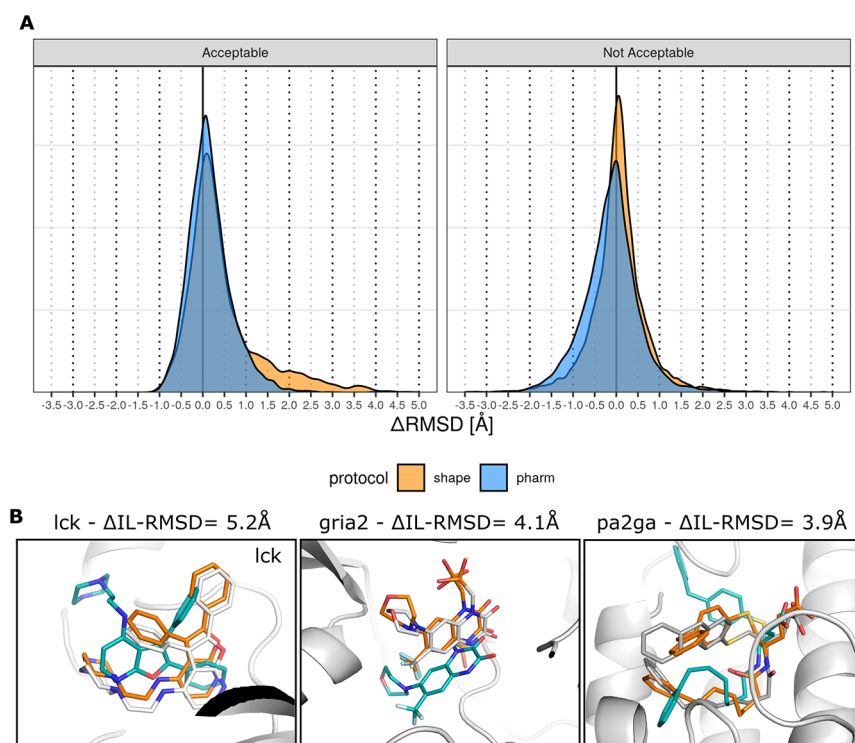 A
Acceptable Not Acceptable
-3.5 -3.0 -2.5 -2.0 -1.5 -1.0 -0.5 0.0 0.5 1.0 1.5 2.0 2.5 3.0 3.5 4.0 4.5 5.0 -3.5 -3.0 -2.5 -2.0 -1.5 -1.0 -0.5 0.0 0.5 1.0 1.5 2.0 2.5 3.0 3.5 4.0 4.5 5.0
ΔRMSD [Å]
protocol shape pharm
B lck - ΔIL-RMSD= 5.2Å gria2 - ΔIL-RMSD= 4.1Å pa2ga - ΔIL-RMSD= 3.9Å
lck